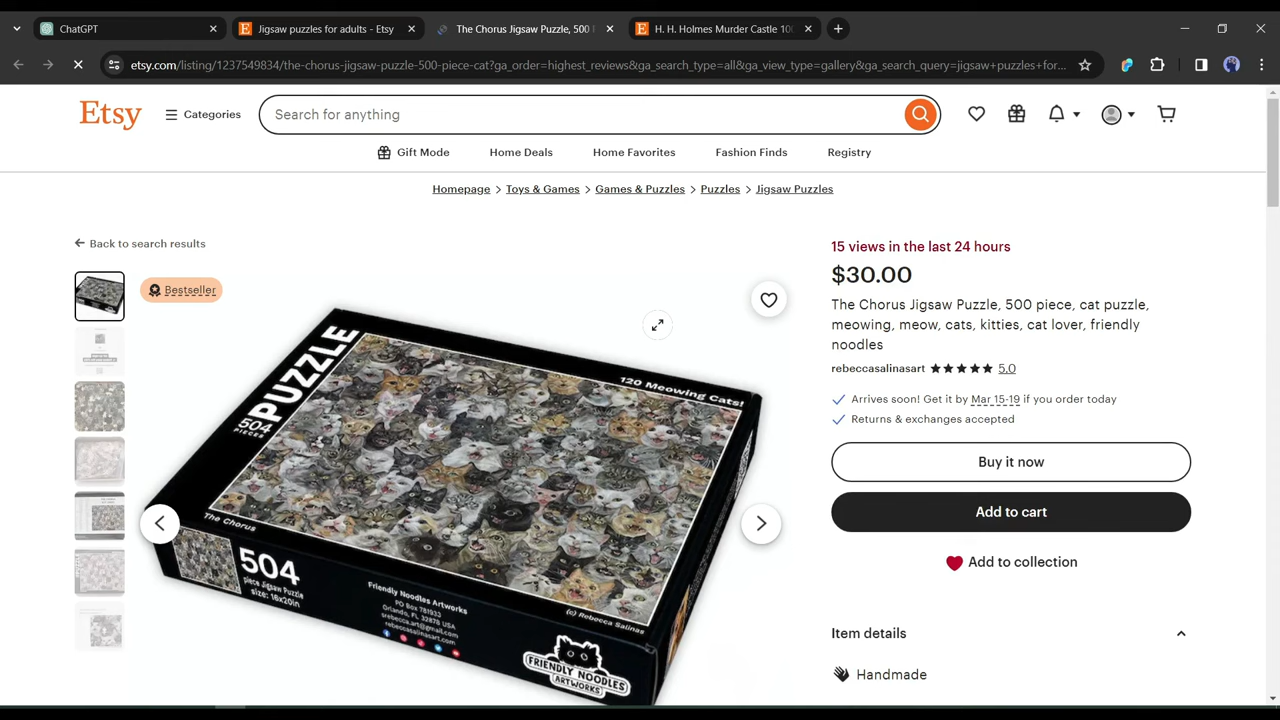 ChatGPT
Jigsaw puzzles for adults - Etsy
The Chorus Jigsaw Puzzle, 500
H. H. Holmes Murder Castle 10
etsy.com/listing/1237549834/the-chorus-jigsaw-puzzle-500-piece-cat?ga_order=highest_reviews&ga_search_type=all&ga_view_type=gallery&ga_search_query=jigsaw+puzzles+for...
Etsy
Categories
Search for anything
Gift Mode
Home Deals
Home Favorites
Fashion Finds
Registry
Homepage > Toys & Games > Games & Puzzles > Puzzles > Jigsaw Puzzles
Back to search results
Bestseller
PUZZLE
504
PIECES
120 Meowing Cats!
The Chorus
504
piece Jigsaw Puzzle
size: 16x20in
Friendly Noodles Artworks
PO Box 781933
Orlando, FL, 32878 USA
srebecca.art@gmail.com
rebeccasalinasart.com
(c) Rebecca Salinas
FRIENDLY NOODLES
ARTWORKS
15 views in the last 24 hours
$30.00
The Chorus Jigsaw Puzzle, 500 piece, cat puzzle,
meowing, meow, cats, kitties, cat lover, friendly
noodles
rebeccasalinasart 5.0
Arrives soon! Get it by Mar 15-19 if you order today
Returns & exchanges accepted
Buy it now
Add to cart
Add to collection
Item details
Handmade